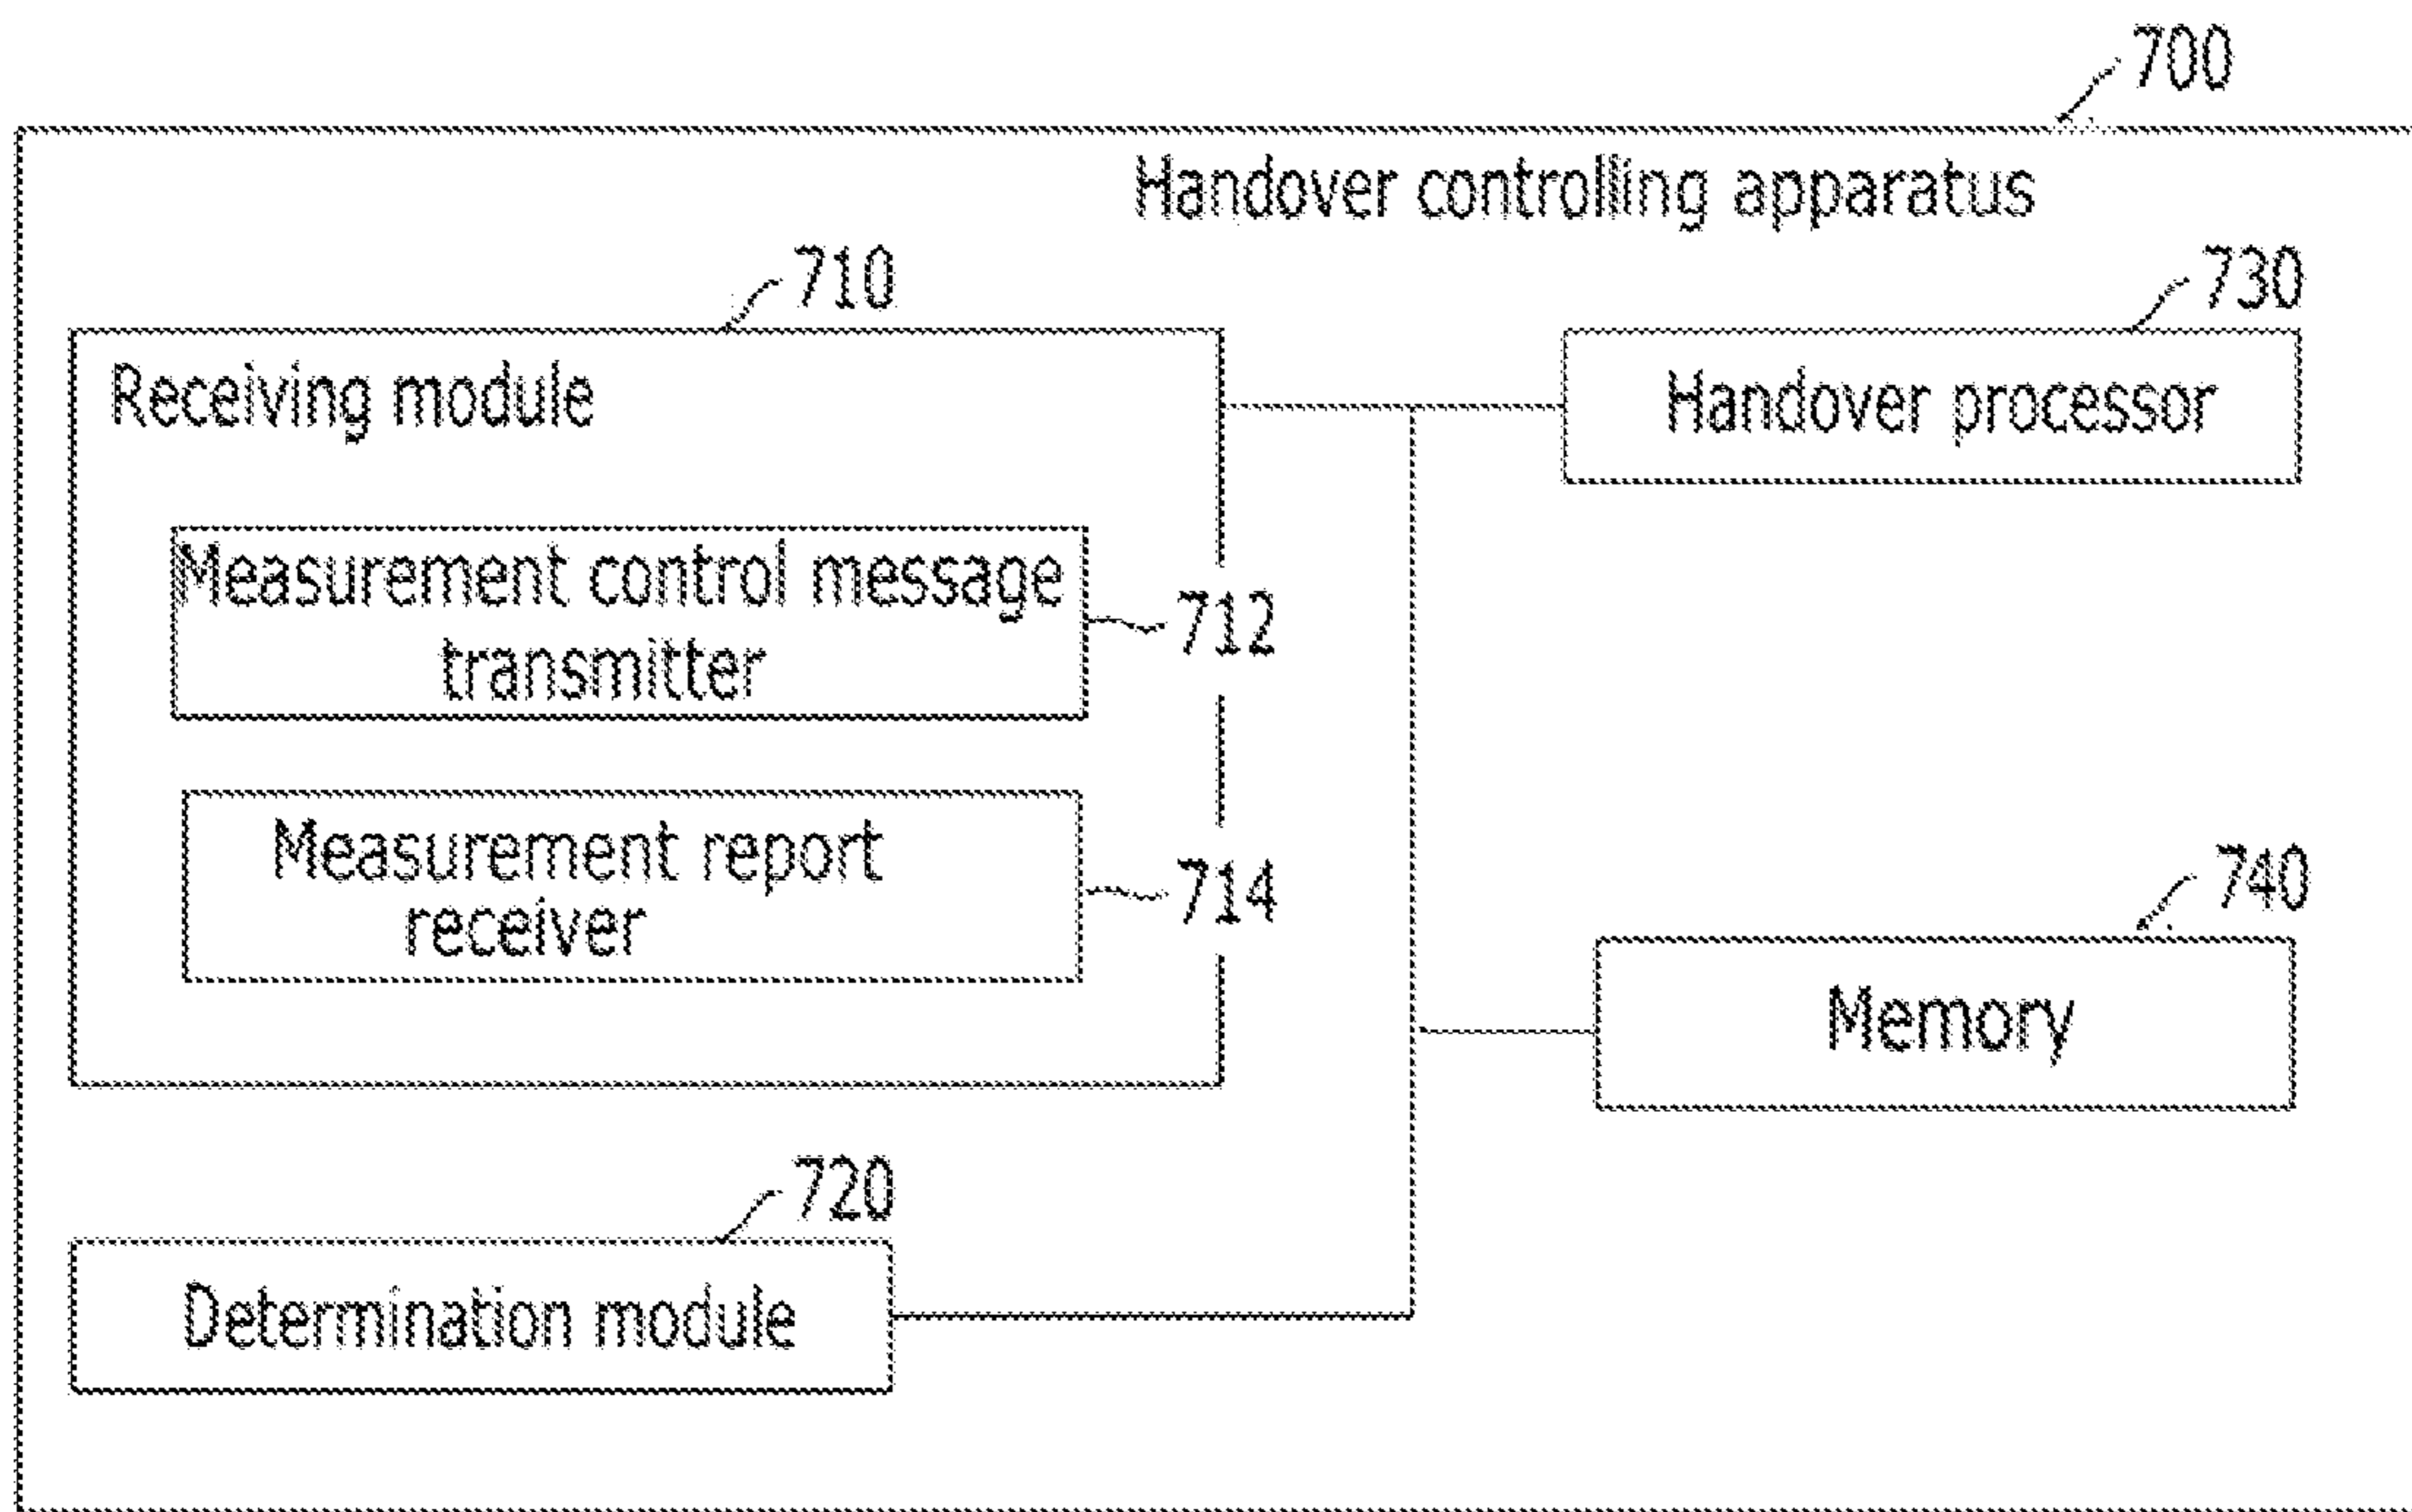 700
Handover controlling apparatus
710
730
Receiving module
Handover processor
Measurement control message
transmitter
712
Measurement report
receiver
714
740
Memory
720
Determination module